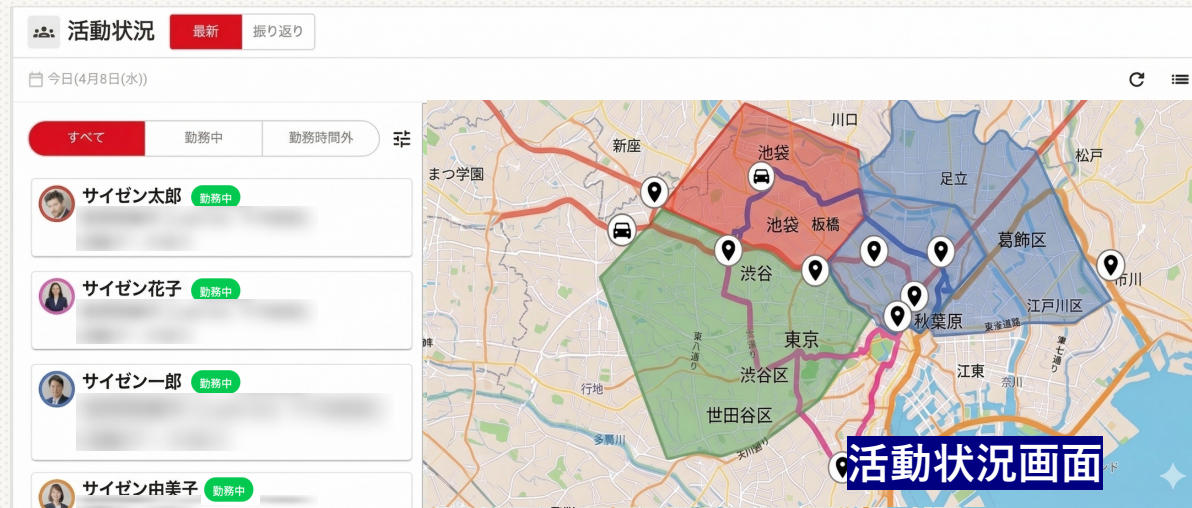 活動状況
最新
振り返り
今日(4月8日(水))
すべて
勤務中
勤務時間外
サイゼン太郎 勤務中
サイゼン花子 勤務中
サイゼン一郎 勤務中
サイゼン由美子 勤務中
川口
新座
池袋
松戸
まつ学園
足立
池袋 板橋
葛飾区
渋谷
市川
江戸川区
秋葉原
東八道り
東京
江東
奈川
渋谷区
行地
世田谷区
多摩川
活動状況画面